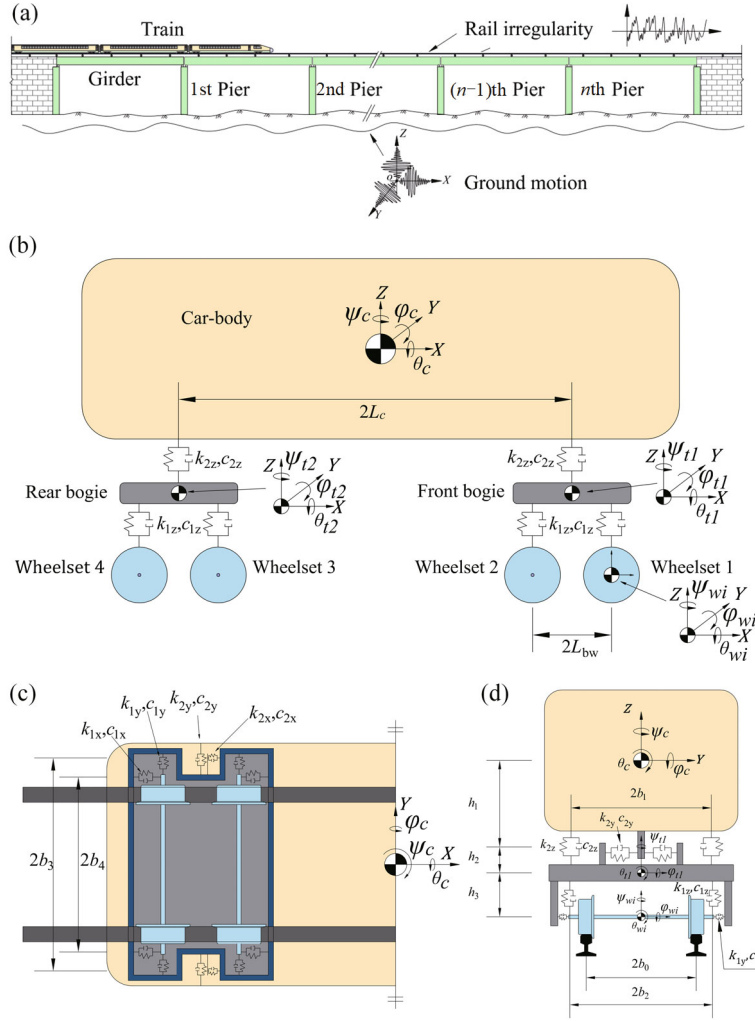 (a)
Train
Rail irregularity
Girder
1st Pier
2nd Pier
(n−1)th Pier
nth Pier
Z
o
X
Y
Ground motion
(b)
Car-body
Z
ψc
φc
Y
X
θc
2Lc
k2z,c2z
k2z,c2z
Z
ψt2
Y
φt2
X
θt2
Z
ψt1
Y
φt1
X
θt1
Rear bogie
Front bogie
k1z,c1z
k1z,c1z
Wheelset 4
Wheelset 3
Wheelset 2
Wheelset 1
Z
ψwi
Y
φwi
X
θwi
2Lbw
(c)
k1y,c1y
k2y,c2y
k1x,c1x
k2x,c2x
2b3
2b4
Y
φc
ψc
X
θc
(d)
Z
ψc
θc
Y
φc
h1
2b1
k2y c2y
k2z
c2z
ψt1
h2
θt1
φt1
h3
k1z,c1z
ψwi
φwi
θwi
k1y,c
2b0
2b2